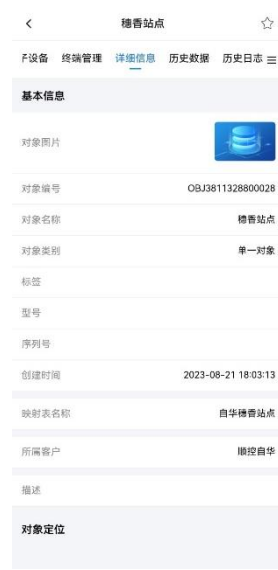 穗香站点
子设备 终端管理 详细信息 历史数据 历史日志
基本信息
对象图片
对象编号 OBJ3811328800028
对象名称 穗香站点
对象类别 单一对象
标签
型号
序列号
创建时间 2023-08-21 18:03:13
映射表名称 自华穗香站点
所属客户 顺控自华
描述
对象定位